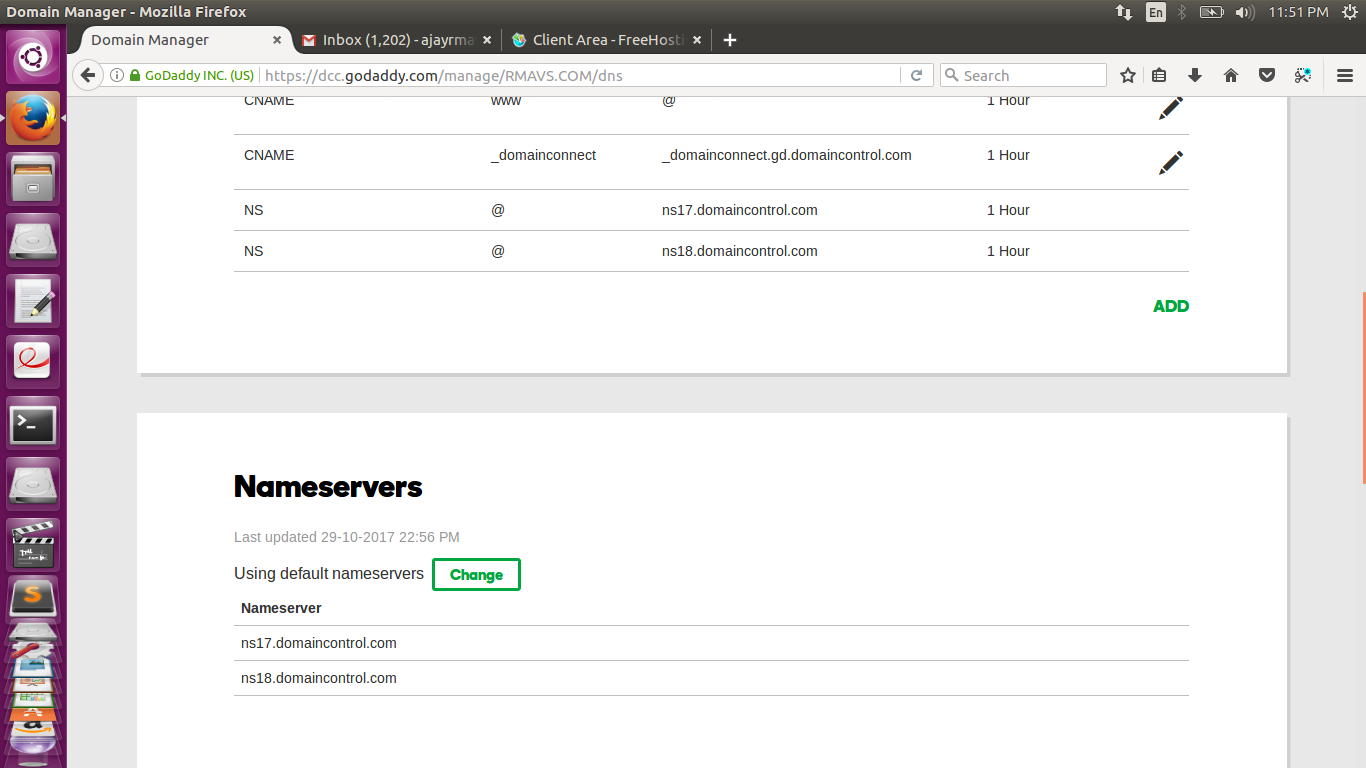 Domain Manager - Mozilla Firefox
En
11:51 PM
Domain Manager
Inbox (1,202) - ajayrma
Client Area - FreeHosti
GoDaddy INC. (US)
https://dcc.godaddy.com/manage/RMAVS.COM/dns
Search
CNAME www @ 1 Hour
CNAME _domainconnect _domainconnect.gd.domaincontrol.com 1 Hour
NS @ ns17.domaincontrol.com 1 Hour
NS @ ns18.domaincontrol.com 1 Hour
ADD
Nameservers
Last updated 29-10-2017 22:56 PM
Using default nameservers Change
Nameserver
ns17.domaincontrol.com
ns18.domaincontrol.com